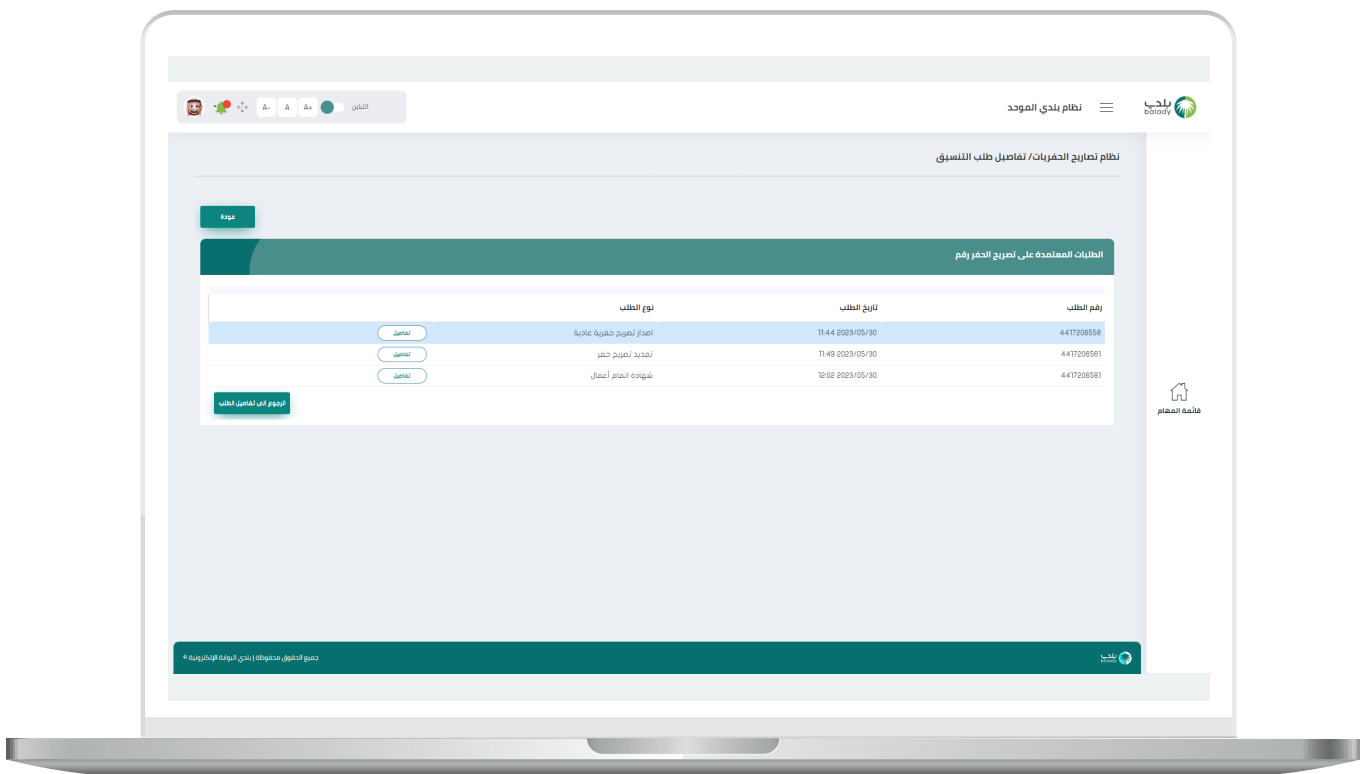 بلدي
balady
نظام بلدي الموحد
التباين
A+
A
A-
نظام تصاريح الحفريات/ تفاصيل طلب التنسيق
عودة
الطلبات المعتمدة على تصريح الحفر رقم
رقم الطلب تاريخ الطلب نوع الطلب
4417206558 2023/05/30 11:44 اصدار تصريح حفرية عادية تفاصيل
4417206561 2023/05/30 11:49 تمديد تصريح حفر تفاصيل
4417206581 2023/05/30 12:02 شهادة اتمام أعمال تفاصيل
الرجوع الى تفاصيل الطلب
قائمة المهام
بلدي
balady
جميع الحقوق محفوظة | بلدي البوابة الإلكترونية ©